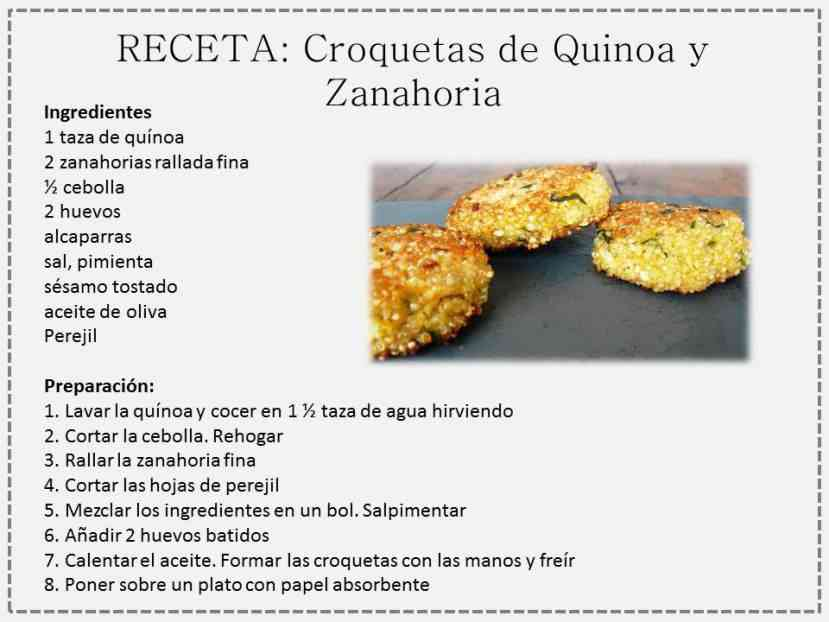 RECETA: Croquetas de Quinoa y
Zanahoria
Ingredientes
1 taza de quínoa
2 zanahorias rallada fina
½ cebolla
2 huevos
alcaparras
sal, pimienta
sésamo tostado
aceite de oliva
Perejil
Preparación:
1. Lavar la quínoa y cocer en 1 ½ taza de agua hirviendo
2. Cortar la cebolla. Rehogar
3. Rallar la zanahoria fina
4. Cortar las hojas de perejil
5. Mezclar los ingredientes en un bol. Salpimentar
6. Añadir 2 huevos batidos
7. Calentar el aceite. Formar las croquetas con las manos y freír
8. Poner sobre un plato con papel absorbente